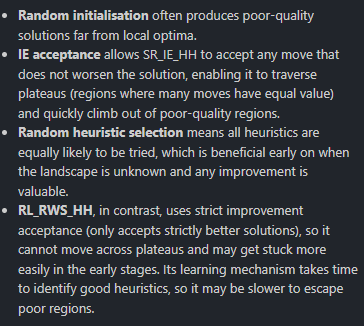 • Random initialisation often produces poor-quality
solutions far from local optima.
• IE acceptance allows SR_IE_HH to accept any move that
does not worsen the solution, enabling it to traverse
plateaus (regions where many moves have equal value)
and quickly climb out of poor-quality regions.
• Random heuristic selection means all heuristics are
equally likely to be tried, which is beneficial early on when
the landscape is unknown and any improvement is
valuable.
• RL_RWS_HH, in contrast, uses strict improvement
acceptance (only accepts strictly better solutions), so it
cannot move across plateaus and may get stuck more
easily in the early stages. Its learning mechanism takes time
to identify good heuristics, so it may be slower to escape
poor regions.